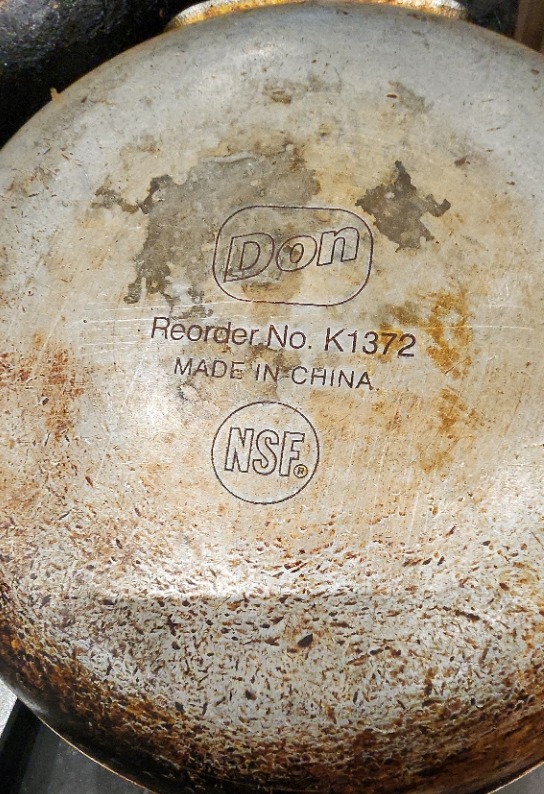 Don
Reorder No. K1372
MADE IN CHINA
NSF®